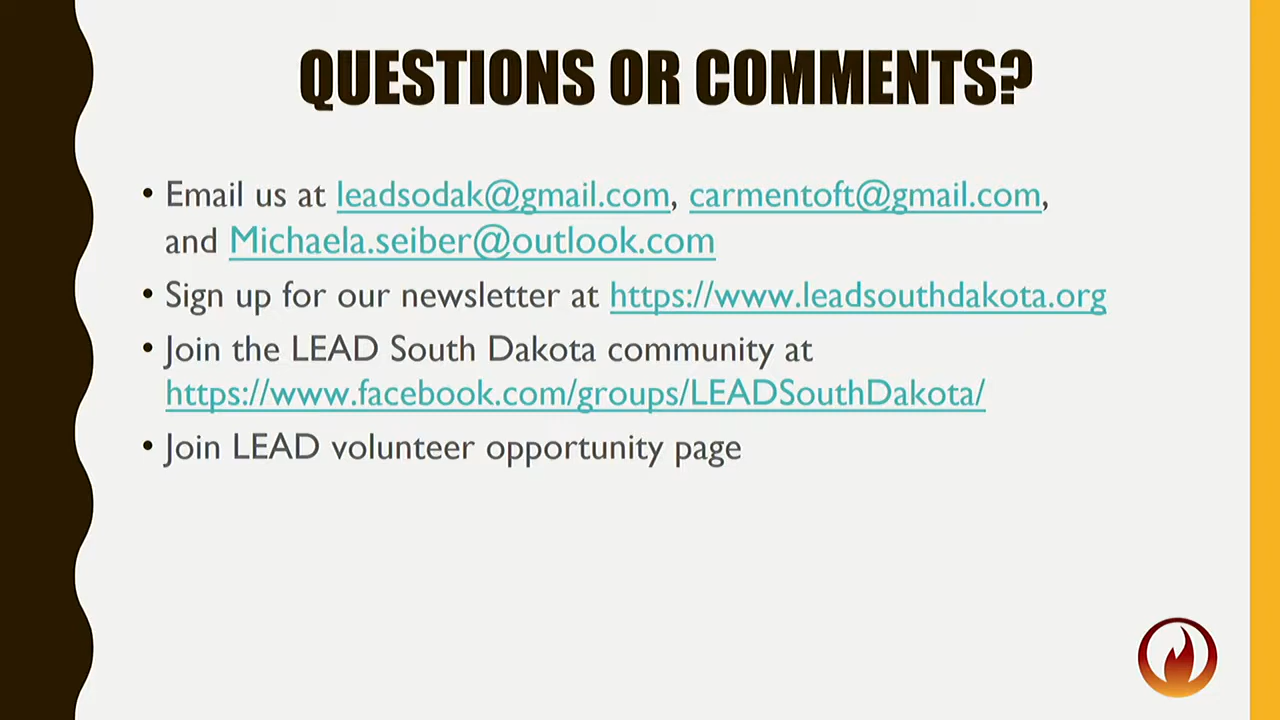 QUESTIONS OR COMMENTS?
• Email us at leadsodak@gmail.com, carmentoft@gmail.com,
and Michaela.seiber@outlook.com
• Sign up for our newsletter at https://www.leadsouthdakota.org
• Join the LEAD South Dakota community at
https://www.facebook.com/groups/LEADSouthDakota/
• Join LEAD volunteer opportunity page